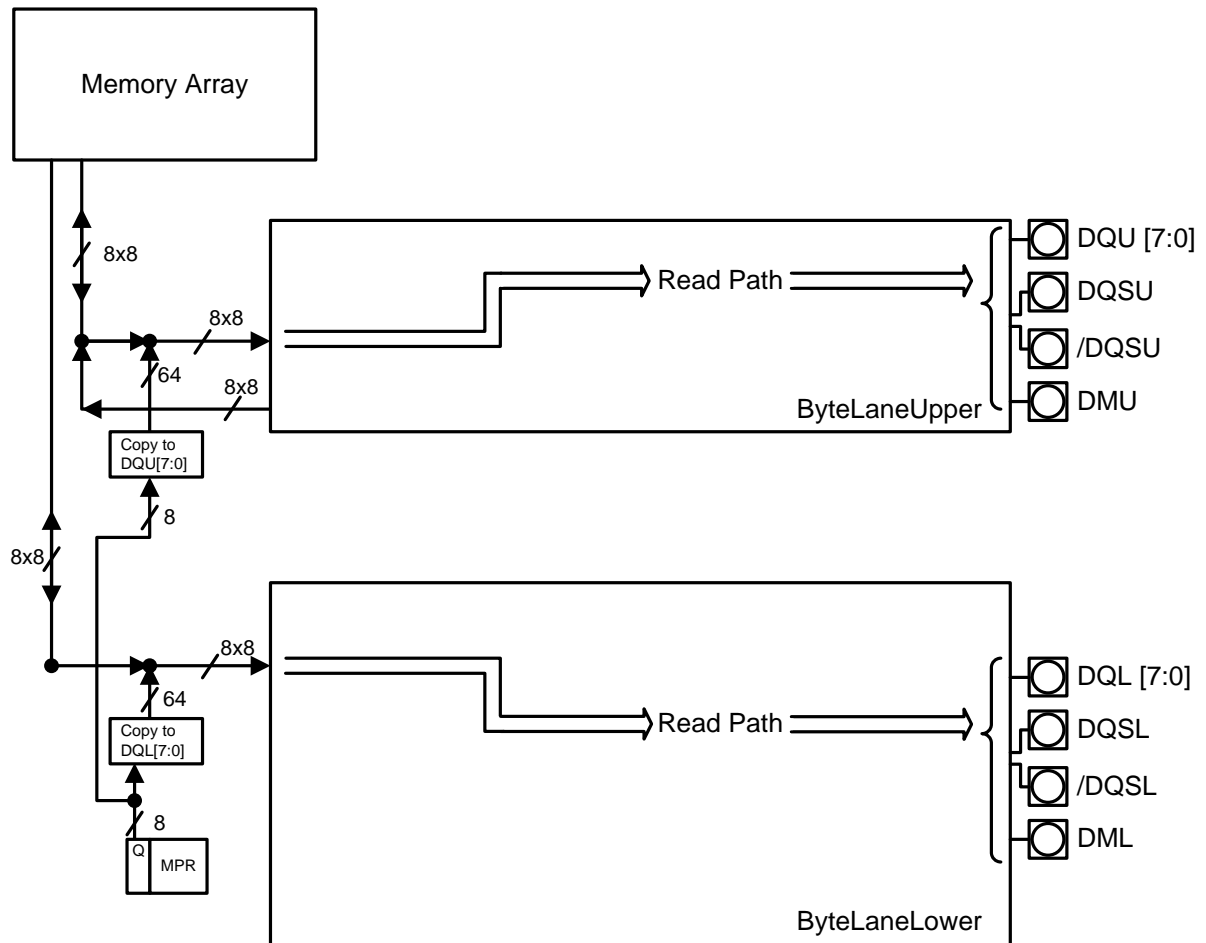 Memory Array
8x8
DQU [7:0]
Read Path
DQSU
8x8
/DQSU
64
8x8
DMU
ByteLaneUpper
Copy to
DQU[7:0]
8
8x8
8x8
DQL [7:0]
64
Read Path
DQSL
Copy to
DQL[7:0]
/DQSL
8
DML
Q
MPR
ByteLaneLower